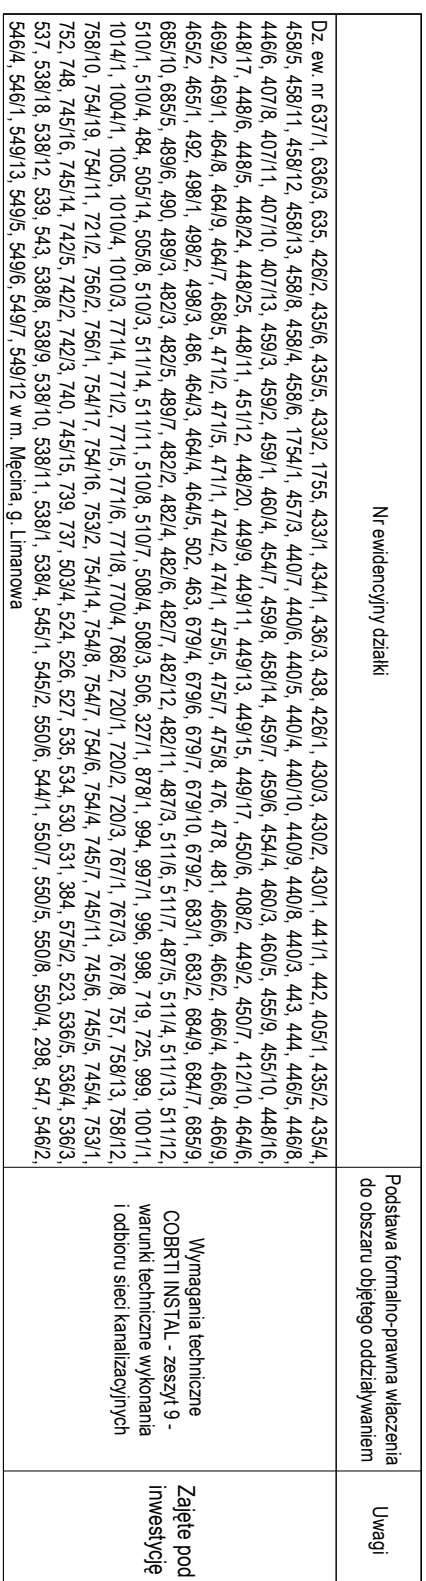 Nr ewidencyjny działki
Podstawa formalno-prawna włączenia
do obszaru objętego oddziaływaniem
Uwagi
Dz. ew. nr 637/1, 636/3, 635, 426/2, 435/6, 435/5, 433/2, 1755, 433/1, 434/1, 436/3, 438, 426/1, 430/3, 430/2, 430/1, 441/1, 442, 405/1, 435/2, 435/4,
458/5, 458/11, 458/12, 458/13, 458/8, 458/4, 458/6, 1754/1, 457/3, 440/7, 440/6, 440/5, 440/4, 440/10, 440/9, 440/8, 440/3, 443, 444, 446/5, 446/8,
446/6, 407/8, 407/11, 407/10, 407/13, 459/3, 459/2, 459/1, 460/4, 454/7, 459/8, 458/14, 459/7, 459/6, 454/4, 460/3, 460/5, 455/9, 455/10, 448/16,
448/17, 448/6, 448/5, 448/24, 448/25, 448/11, 451/12, 448/20, 449/9, 449/11, 449/13, 449/15, 449/17, 450/6, 408/2, 449/2, 450/7, 412/10, 464/6,
469/2, 469/1, 464/8, 464/9, 464/7, 468/5, 471/2, 471/5, 471/1, 474/2, 474/1, 475/5, 475/7, 475/8, 476, 478, 481, 466/6, 466/2, 466/4, 466/8, 466/9,
465/2, 465/1, 492, 498/1, 498/2, 498/3, 486, 464/3, 464/4, 464/5, 502, 463, 679/4, 679/6, 679/7, 679/10, 679/2, 683/1, 683/2, 684/9, 684/7, 685/9,
685/10, 685/5, 489/6, 490, 489/3, 482/3, 482/5, 489/7, 482/2, 482/4, 482/6, 482/7, 482/12, 482/11, 487/3, 511/6, 511/7, 487/5, 511/4, 511/13, 511/12,
510/1, 510/4, 484, 505/14, 505/8, 510/3, 511/14, 511/11, 510/8, 510/7, 508/4, 508/3, 506, 327/1, 878/1, 994, 997/1, 996, 998, 719, 725, 999, 1001/1,
1014/1, 1004/1, 1005, 1010/4, 1010/3, 771/4, 771/2, 771/5, 771/6, 771/8, 770/4, 768/2, 720/1, 720/2, 720/3, 767/1, 767/3, 767/8, 757, 758/13, 758/12,
758/10, 754/19, 754/11, 721/2, 756/2, 756/1, 754/17, 754/16, 753/2, 754/14, 754/8, 754/7, 754/6, 754/4, 745/7, 745/11, 745/6, 745/5, 745/4, 753/1,
752, 748, 745/16, 745/14, 742/5, 742/2, 742/3, 740, 745/15, 739, 737, 503/4, 524, 526, 527, 535, 534, 530, 531, 384, 575/2, 523, 536/5, 536/4, 536/3,
537, 538/18, 538/12, 539, 543, 538/8, 538/9, 538/10, 538/11, 538/1, 538/4, 545/1, 545/2, 550/6, 544/1, 550/7, 550/5, 550/8, 550/4, 298, 547, 546/2,
546/4, 546/1, 549/13, 549/5, 549/6, 549/7, 549/12 w m. Męcina, g. Limanowa
Wymagania techniczne
COBRTI INSTAL - zeszyt 9 -
warunki techniczne wykonania
i odbioru sieci kanalizacyjnych
Zajęte pod
inwestycję